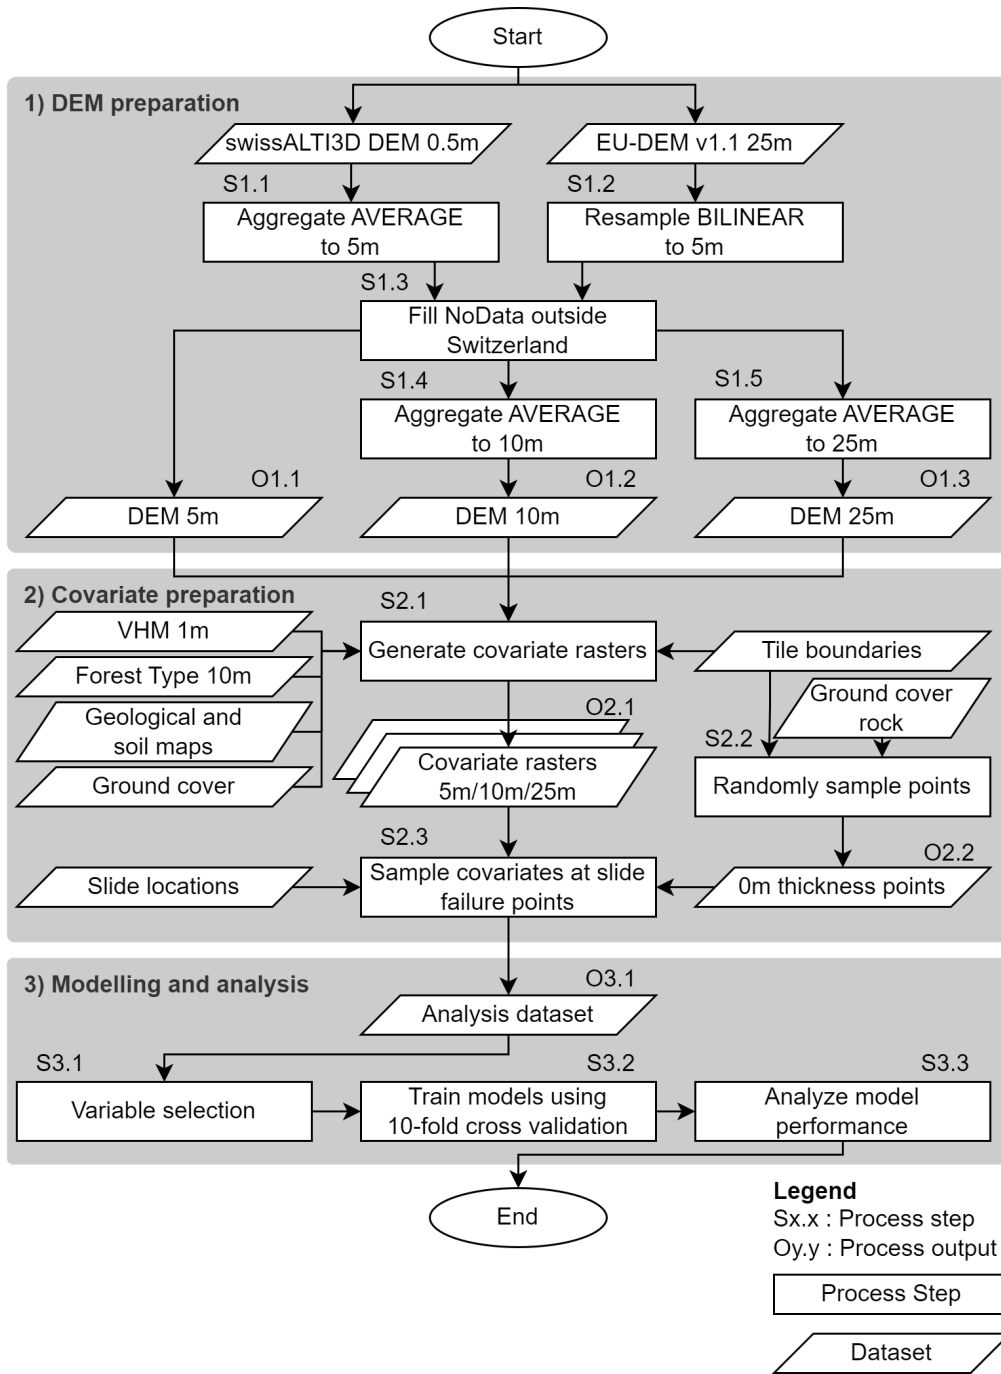 Start
1) DEM preparation
swissALTI3D DEM 0.5m
EU-DEM v1.1 25m
S1.1
S1.2
Aggregate AVERAGE
to 5m
Resample BILINEAR
to 5m
S1.3
Fill NoData outside
Switzerland
S1.4
S1.5
Aggregate AVERAGE
to 10m
Aggregate AVERAGE
to 25m
O1.1
O1.2
O1.3
DEM 5m
DEM 10m
DEM 25m
2) Covariate preparation
S2.1
VHM 1m
Forest Type 10m
Geological and
soil maps
Ground cover
Generate covariate rasters
Tile boundaries
Ground cover
rock
O2.1
S2.2
Covariate rasters
5m/10m/25m
Randomly sample points
S2.3
O2.2
Slide locations
Sample covariates at slide
failure points
0m thickness points
3) Modelling and analysis
O3.1
Analysis dataset
S3.1
S3.2
S3.3
Variable selection
Train models using
10-fold cross validation
Analyze model
performance
End
Legend
Sx.x : Process step
Oy.y : Process output
Process Step
Dataset